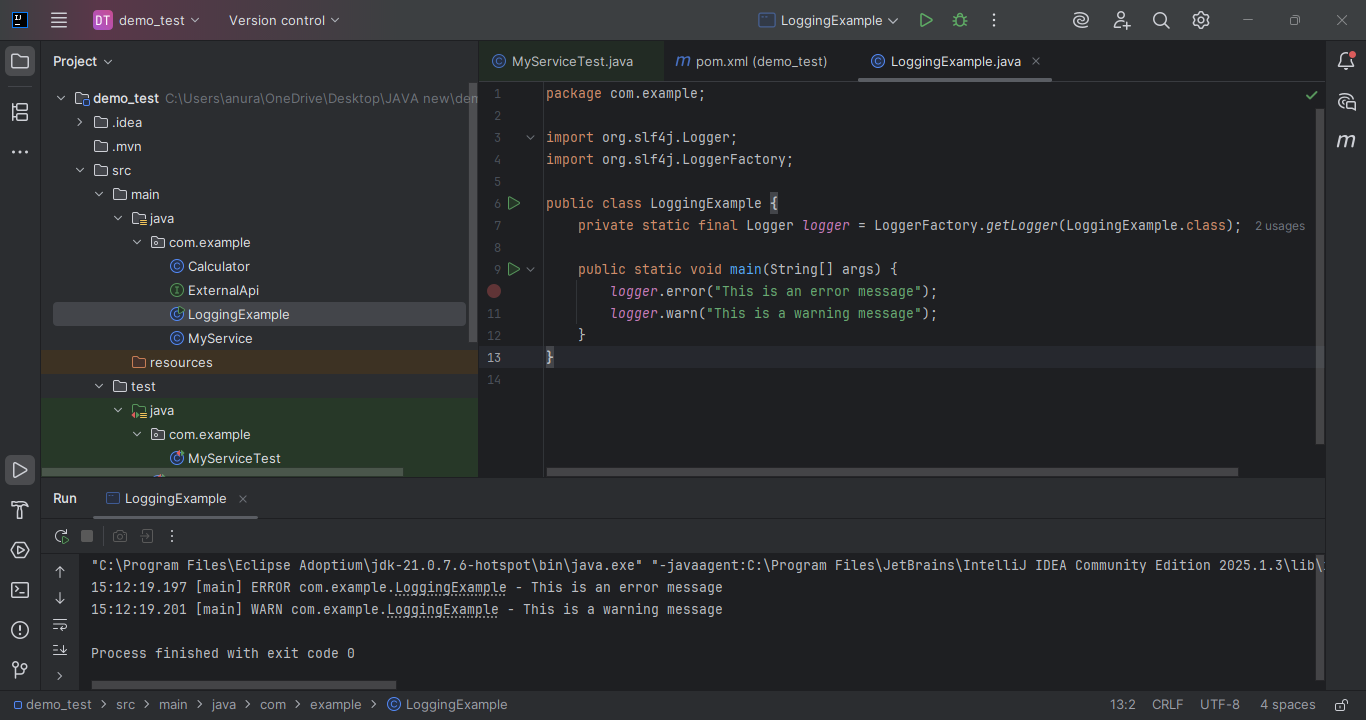 DT demo_test Version control LoggingExample
Project
MyServiceTest.java pom.xml (demo_test) LoggingExample.java
demo_test C:\Users\anura\OneDrive\Desktop\JAVA new\den
.idea
.mvn
src
main
java
com.example
Calculator
ExternalApi
LoggingExample
MyService
resources
test
java
com.example
MyServiceTest
1 package com.example;
2
3 import org.slf4j.Logger;
4 import org.slf4j.LoggerFactory;
5
6 public class LoggingExample {
7 private static final Logger logger = LoggerFactory.getLogger(LoggingExample.class); 2 usages
8
9 public static void main(String[] args) {
logger.error("This is an error message");
11 logger.warn("This is a warning message");
12 }
13 }
14
Run LoggingExample
"C:\Program Files\Eclipse Adoptium\jdk-21.0.7.6-hotspot\bin\java.exe" "-javaagent:C:\Program Files\JetBrains\IntelliJ IDEA Community Edition 2025.1.3\lib\
15:12:19.197 [main] ERROR com.example.LoggingExample - This is an error message
15:12:19.201 [main] WARN com.example.LoggingExample - This is a warning message
Process finished with exit code 0
demo_test > src > main > java > com > example > LoggingExample 13:2 CRLF UTF-8 4 spaces